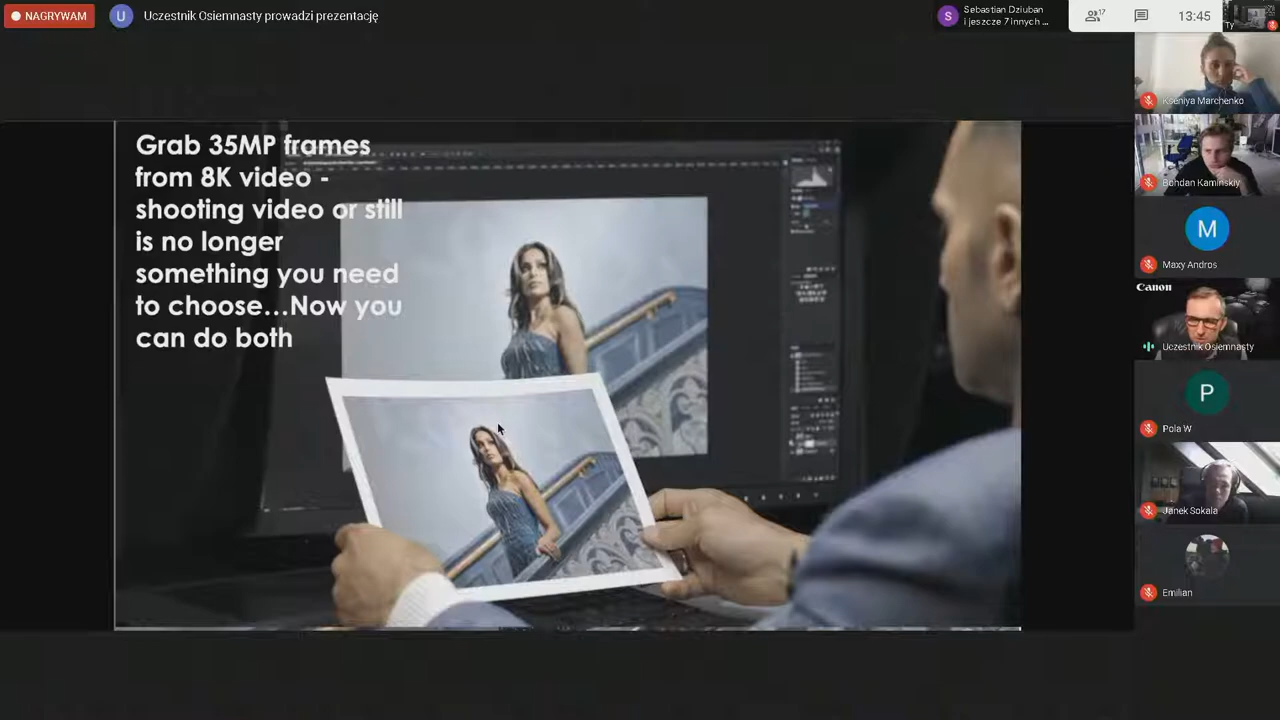 NAGRYWAM
U
Uczestnik Osiemnasty prowadzi prezentację
S
Sebastian Dziuban
i jeszcze 7 innych ...
17
13:45
Ty
Kseniya Marchenko
Bohdan Kaminskiy
M
Maxy Andros
Canon
Uczestnik Osiemnasty
P
Pola W
Janek Sokala
Emilian
Grab 35MP frames
from 8K video -
shooting video or still
is no longer
something you need
to choose...Now you
can do both